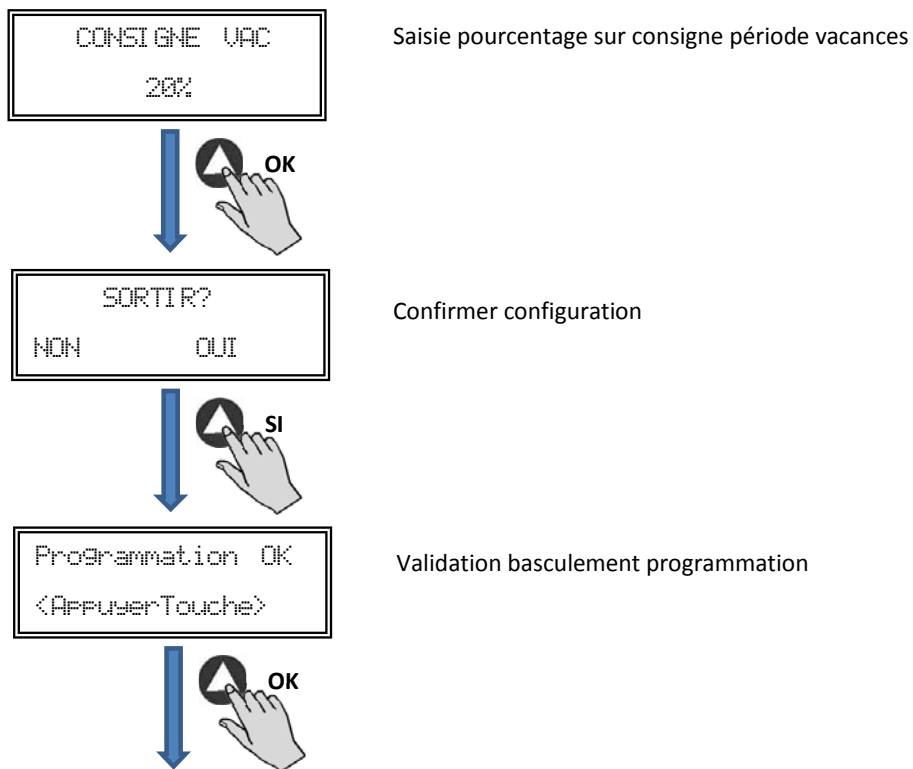 CONSIGNE VAC
20%
Saisie pourcentage sur consigne période vacances
OK
SORTIR?
NON OUI
Confirmer configuration
SI
Programmation OK
<AppuyerTouche>
Validation basculement programmation
OK